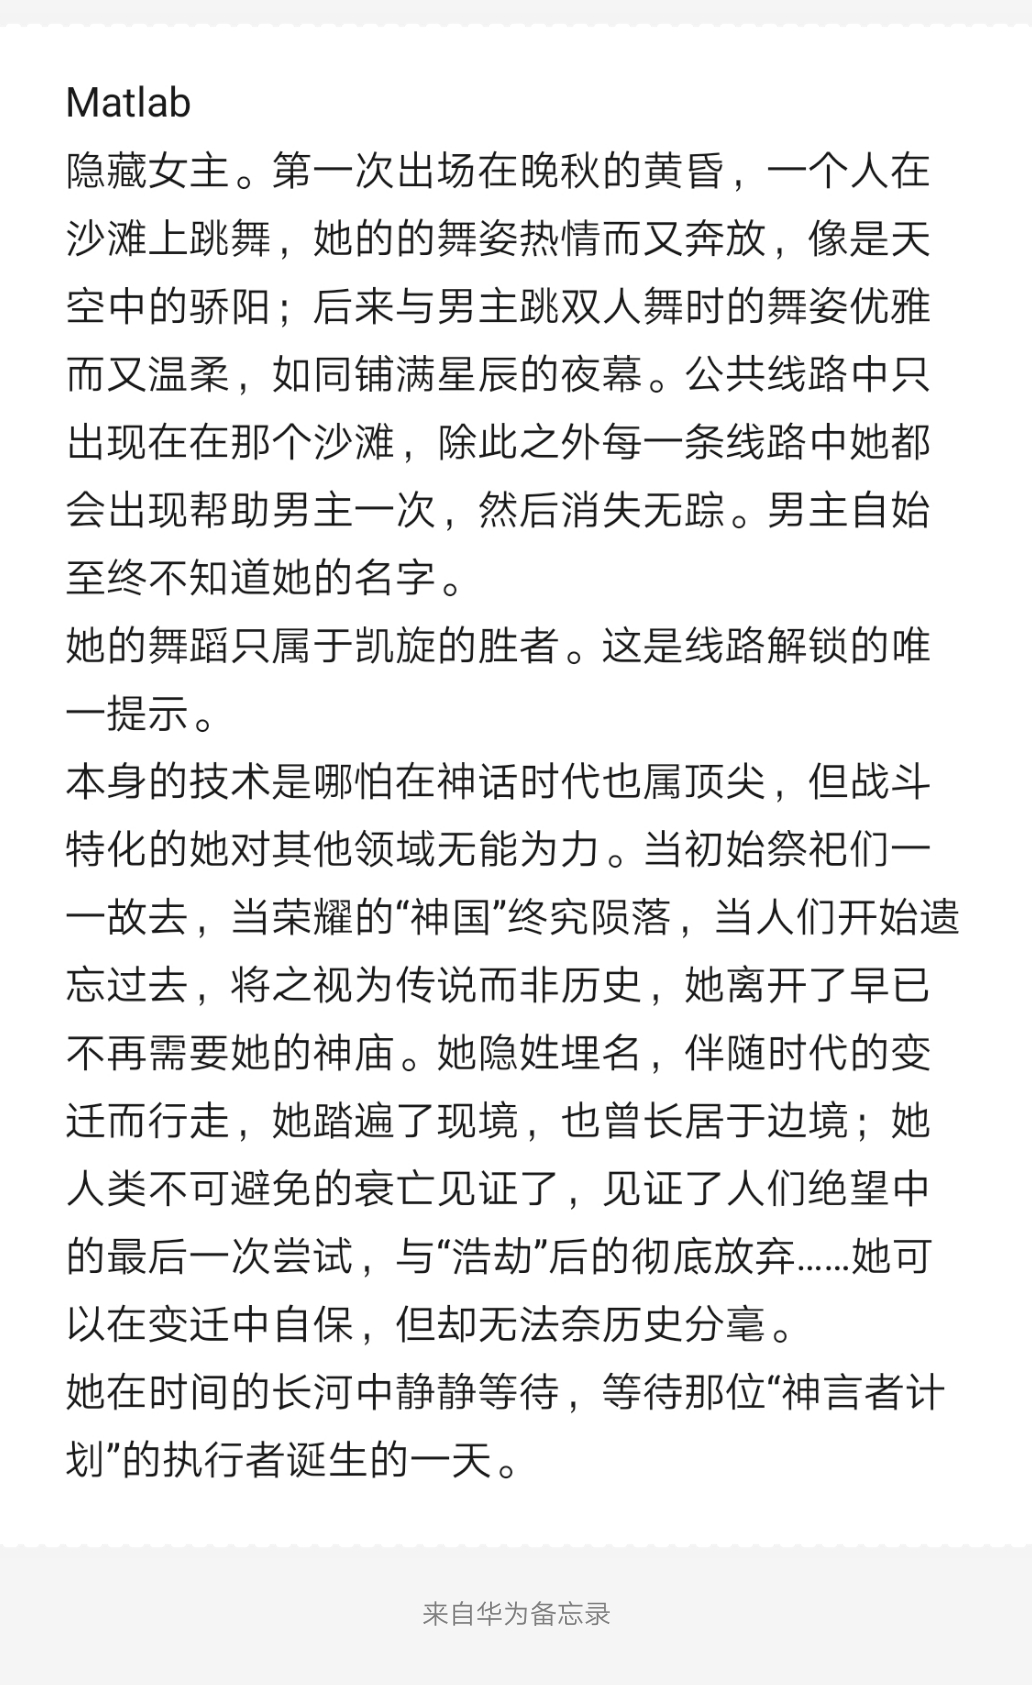 Matlab
隐藏女主。第一次出场在晚秋的黄昏，一个人在
沙滩上跳舞，她的的舞姿热情而又奔放，像是天
空中的骄阳；后来与男主跳双人舞时的舞姿优雅
而又温柔，如同铺满星辰的夜幕。公共线路中只
出现在在那个沙滩，除此之外每一条线路中她都
会出现帮助男主一次，然后消失无踪。男主自始
至终不知道她的名字。
她的舞蹈只属于凯旋的胜者。这是线路解锁的唯
一提示。
本身的技术是哪怕在神话时代也属顶尖，但战斗
特化的她对其他领域无能为力。当初始祭祀们一
一故去，当荣耀的“神国”终究陨落，当人们开始遗
忘过去，将之视为传说而非历史，她离开了早已
不再需要她的神庙。她隐姓埋名，伴随时代的变
迁而行走，她踏遍了现境，也曾长居于边境；她
人类不可避免的衰亡见证了，见证了人们绝望中
的最后一次尝试，与“浩劫”后的彻底放弃……她可
以在变迁中自保，但却无法奈历史分毫。
她在时间的长河中静静等待，等待那位“神言者计
划”的执行者诞生的一天。
来自华为备忘录